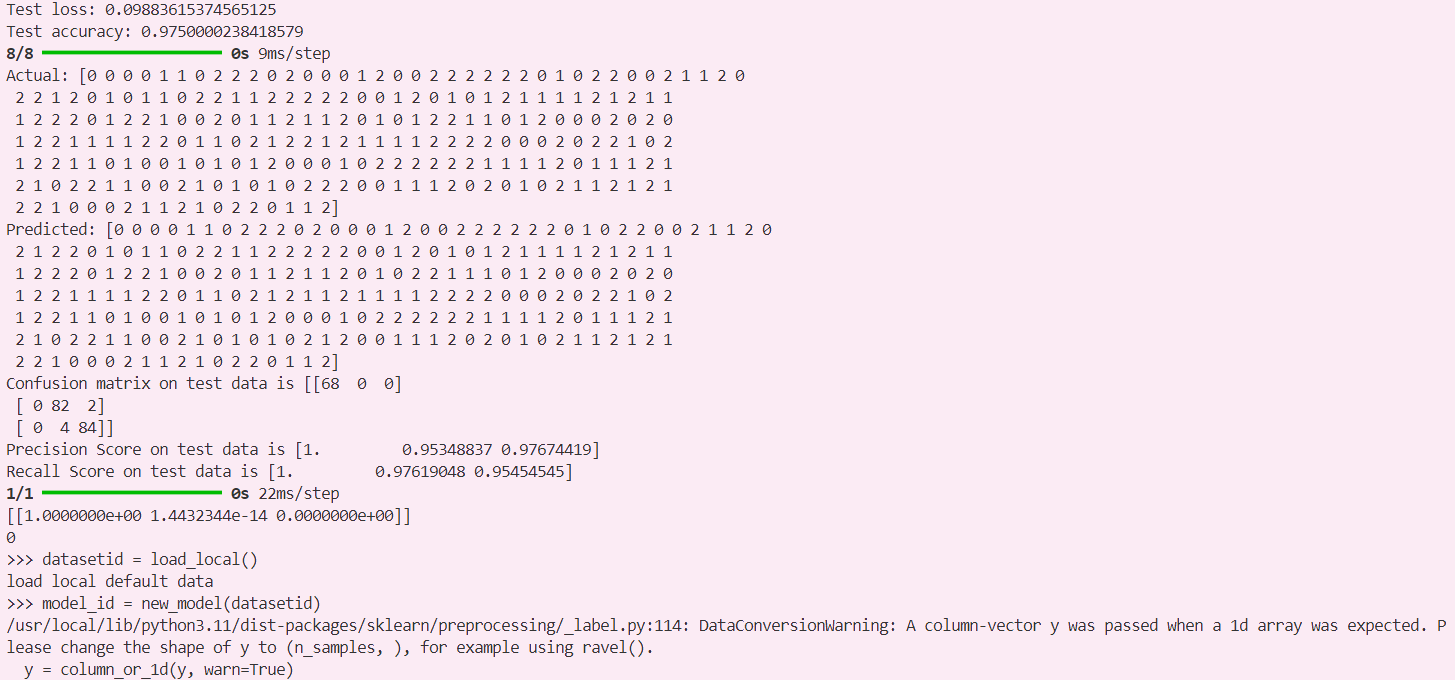 Test loss: 0.09883615374565125
Test accuracy: 0.9750000238418579
8/8 0s 9ms/step
Actual: [0 0 0 0 1 1 0 2 2 2 0 2 0 0 0 1 2 0 0 2 2 2 2 2 2 0 1 0 2 2 0 0 2 1 1 2 0
2 2 1 2 0 1 0 1 1 0 2 2 1 1 2 2 2 2 2 0 0 1 2 0 1 0 1 2 1 1 1 1 2 1 2 1 1
1 2 2 2 0 1 2 2 1 0 0 2 0 1 1 2 1 1 2 0 1 0 1 2 2 1 1 0 1 2 0 0 0 2 0 2 0
1 2 2 1 1 1 1 2 2 0 1 1 0 2 1 2 2 1 2 1 1 1 1 2 2 2 2 0 0 0 2 0 2 2 1 0 2
1 2 2 1 1 0 1 0 0 1 0 1 0 1 2 0 0 0 1 0 2 2 2 2 2 2 1 1 1 1 2 0 1 1 1 2 1
2 1 0 2 2 1 1 0 0 2 1 0 1 0 1 0 2 2 2 0 0 1 1 1 2 0 2 0 1 0 2 1 1 2 1 2 1
2 2 1 0 0 0 2 1 1 2 1 0 2 2 0 1 1 2]
Predicted: [0 0 0 0 1 1 0 2 2 2 0 2 0 0 0 1 2 0 0 2 2 2 2 2 2 0 1 0 2 2 0 0 2 1 1 2 0
2 1 2 2 0 1 0 1 1 0 2 2 1 1 2 2 2 2 2 0 0 1 2 0 1 0 1 2 1 1 1 1 2 1 2 1 1
1 2 2 2 0 1 2 2 1 0 0 2 0 1 1 2 1 1 2 0 1 0 2 2 1 1 1 0 1 2 0 0 0 2 0 2 0
1 2 2 1 1 1 1 2 2 0 1 1 0 2 1 2 1 1 2 1 1 1 1 2 2 2 2 0 0 0 2 0 2 2 1 0 2
1 2 2 1 1 0 1 0 0 1 0 1 0 1 2 0 0 0 1 0 2 2 2 2 2 2 1 1 1 1 2 0 1 1 1 2 1
2 1 0 2 2 1 1 0 0 2 1 0 1 0 1 0 2 1 2 0 0 1 1 1 2 0 2 0 1 0 2 1 1 2 1 2 1
2 2 1 0 0 0 2 1 1 2 1 0 2 2 0 1 1 2]
Confusion matrix on test data is [[68  0  0]
[ 0 82  2]
[ 0  4 84]]
Precision Score on test data is [1.         0.95348837 0.97674419]
Recall Score on test data is [1.         0.97619048 0.95454545]
1/1 0s 22ms/step
[[1.0000000e+00 1.4432344e-14 0.0000000e+00]]
0
>>> datasetid = load_local()
load local default data
>>> model_id = new_model(datasetid)
/usr/local/lib/python3.11/dist-packages/sklearn/preprocessing/_label.py:114: DataConversionWarning: A column-vector y was passed when a 1d array was expected. P
lease change the shape of y to (n_samples, ), for example using ravel().
y = column_or_1d(y, warn=True)